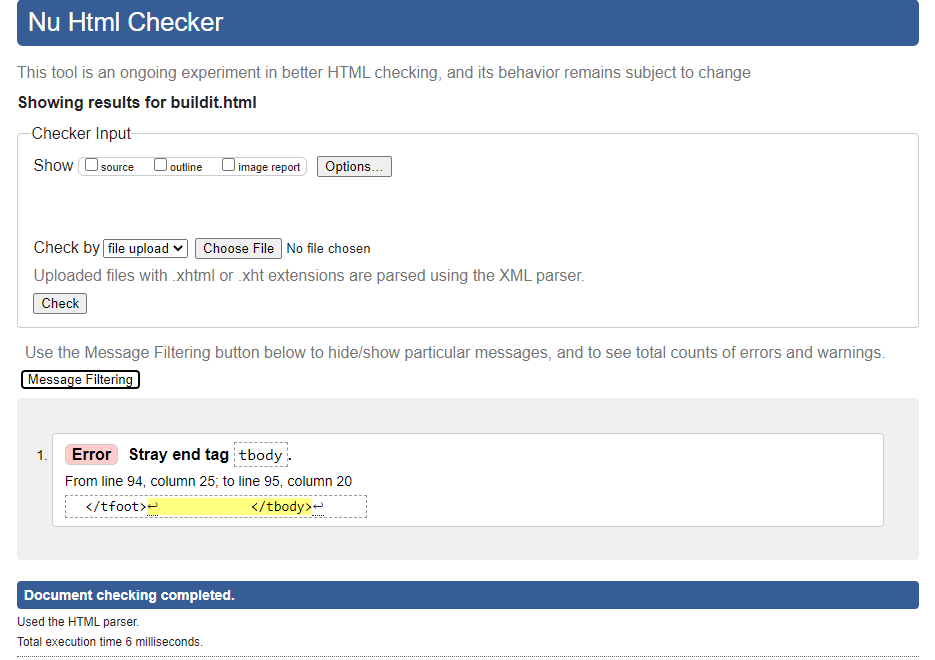 Nu Html Checker
This tool is an ongoing experiment in better HTML checking, and its behavior remains subject to change
Showing results for buildit.html
Checker Input
Show source outline image report Options...
Check by file upload Choose File No file chosen
Uploaded files with .xhtml or .xht extensions are parsed using the XML parser.
Check
Use the Message Filtering button below to hide/show particular messages, and to see total counts of errors and warnings.
Message Filtering
1. Error Stray end tag tbody.
From line 94, column 25; to line 95, column 20
</tfoot>↩ </tbody>↩
Document checking completed.
Used the HTML parser.
Total execution time 6 milliseconds.